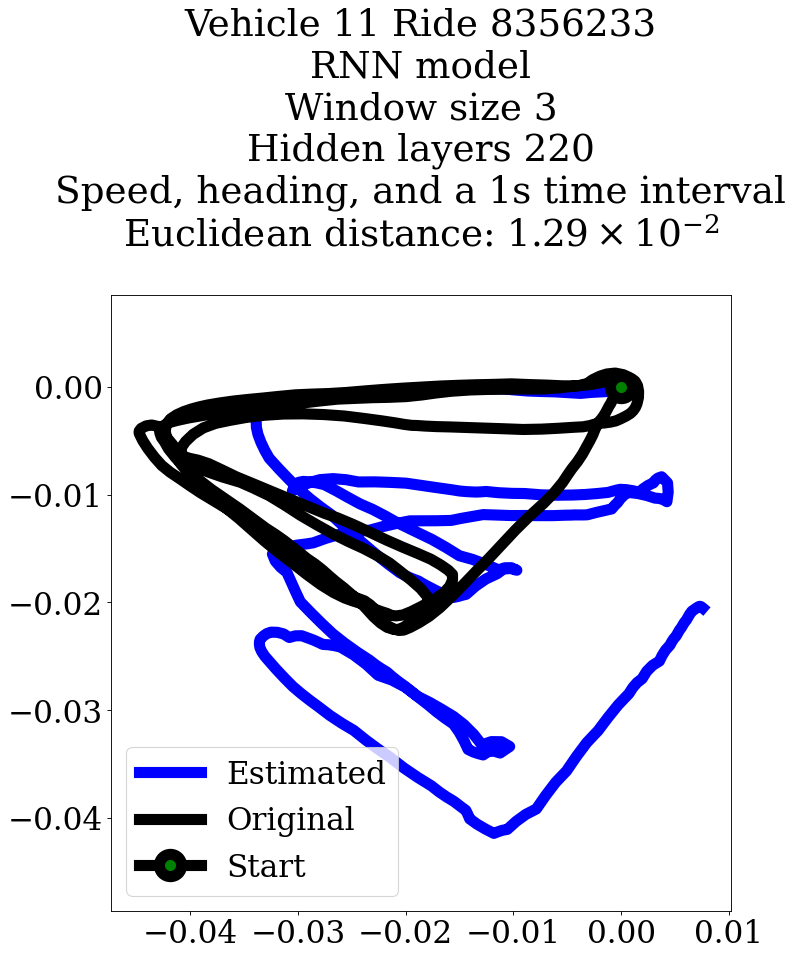 Vehicle 11 Ride 8356233
RNN model
Window size 3
Hidden layers 220
Speed, heading, and a 1s time interval
Euclidean distance: 1.29 × 10⁻²
0.00
−0.01
−0.02
−0.03
−0.04
Estimated
Original
Start
−0.04 −0.03 −0.02 −0.01 0.00 0.01